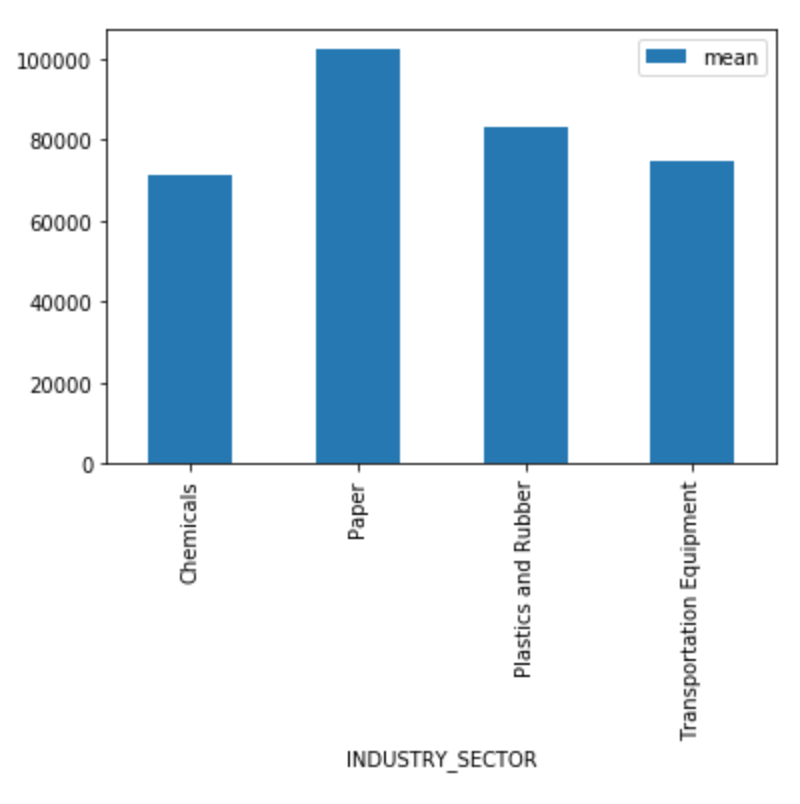 mean
100000
80000
60000
40000
20000
0
Chemicals
Paper
Plastics and Rubber
Transportation Equipment
INDUSTRY_SECTOR